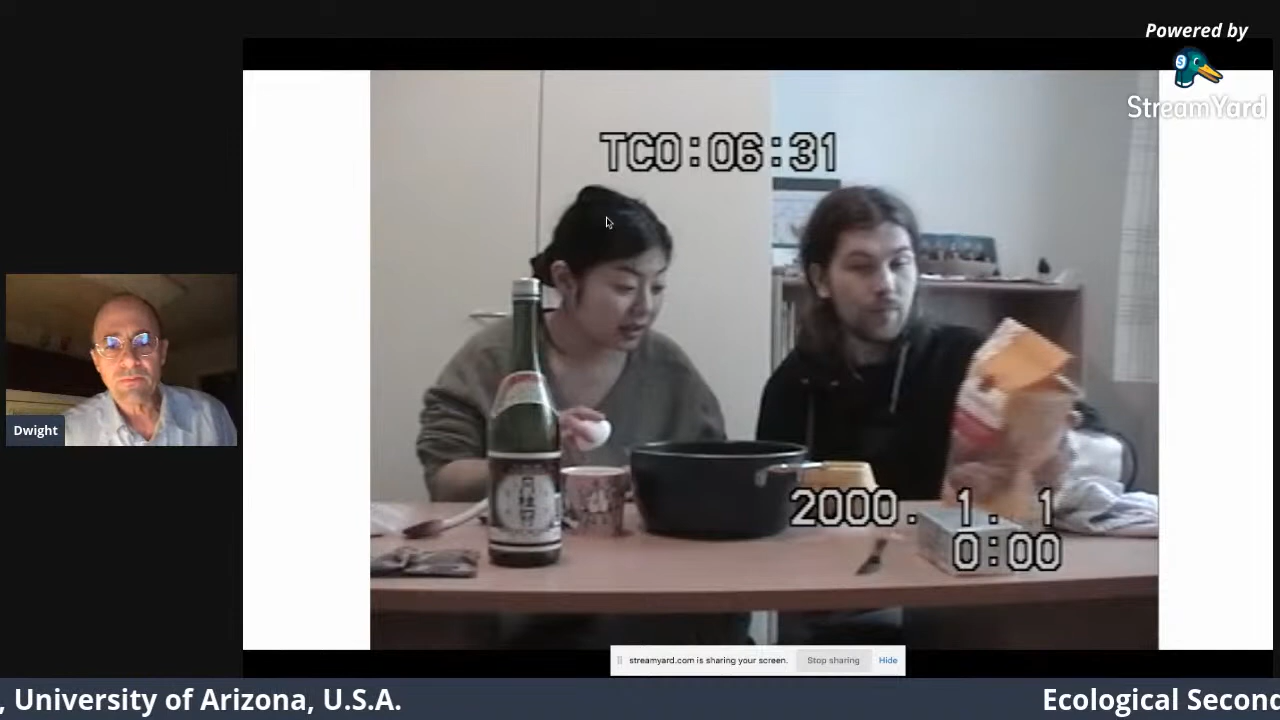 Powered by
StreamYard
TC0:06:31
Dwight
2000. 1. 1
0:00
streamyard.com is sharing your screen.
Stop sharing
Hide
, University of Arizona, U.S.A.
Ecological Second